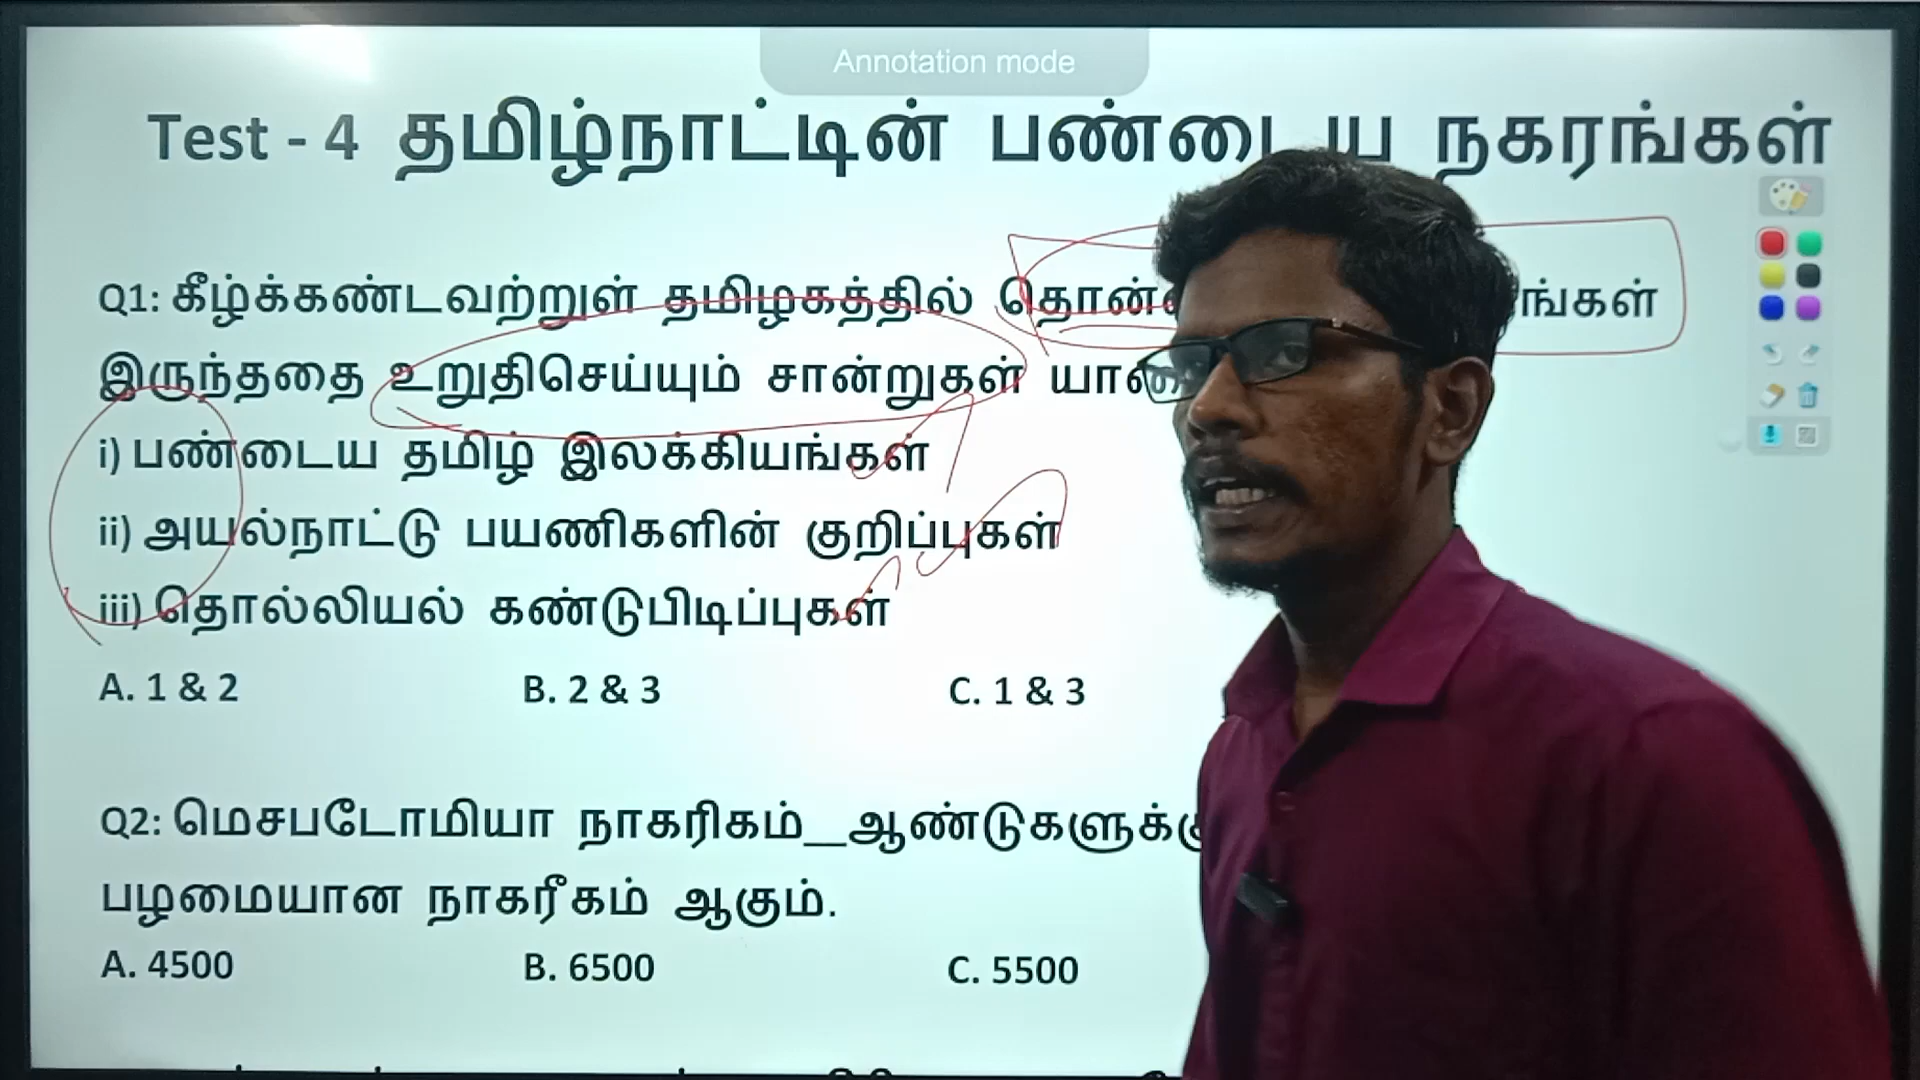 Annotation mode
Test - 4 தமிழ்நாட்டின் பண்டைய நகரங்கள்
Q1: கீழ்க்கண்டவற்றுள் தமிழகத்தில்
இருந்ததை உறுதிசெய்யும் சான்றுகள்
i) பண்டைய தமிழ் இலக்கியங்கள்
ii) அயல்நாட்டு பயணிகளின் குறிப்புகள்
iii) தொல்லியல் கண்டுபிடிப்புகள்
A. 1 & 2 B. 2 & 3 C. 1 & 3
Q2: மெசபடோமியா நாகரிகம்__ஆண்டுகளுக்கு
பழமையான நாகரீகம் ஆகும்.
A. 4500 B. 6500 C. 5500